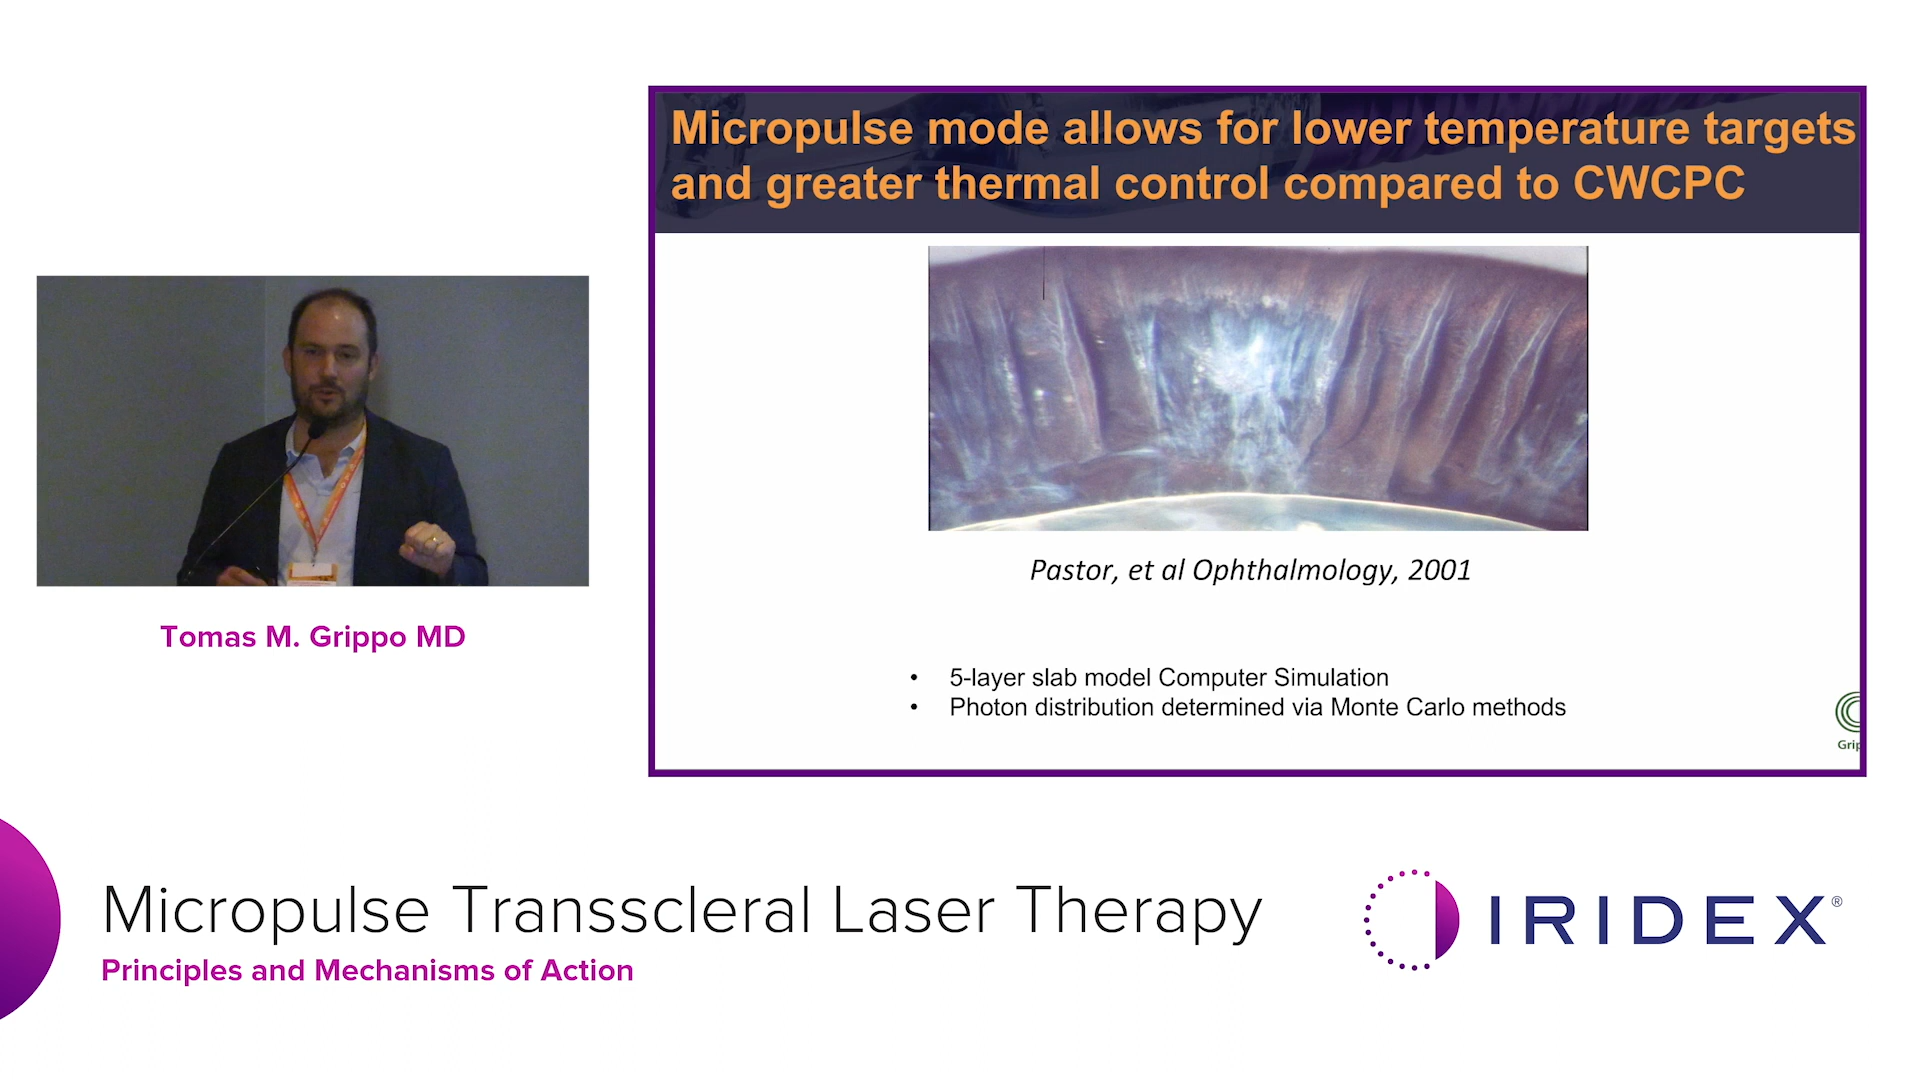 Micropulse mode allows for lower temperature targets
and greater thermal control compared to CWCPC
Pastor, et al Ophthalmology, 2001
• 5-layer slab model Computer Simulation
• Photon distribution determined via Monte Carlo methods
Grip
Tomas M. Grippo MD
Micropulse Transscleral Laser Therapy
Principles and Mechanisms of Action
IRIDEX®